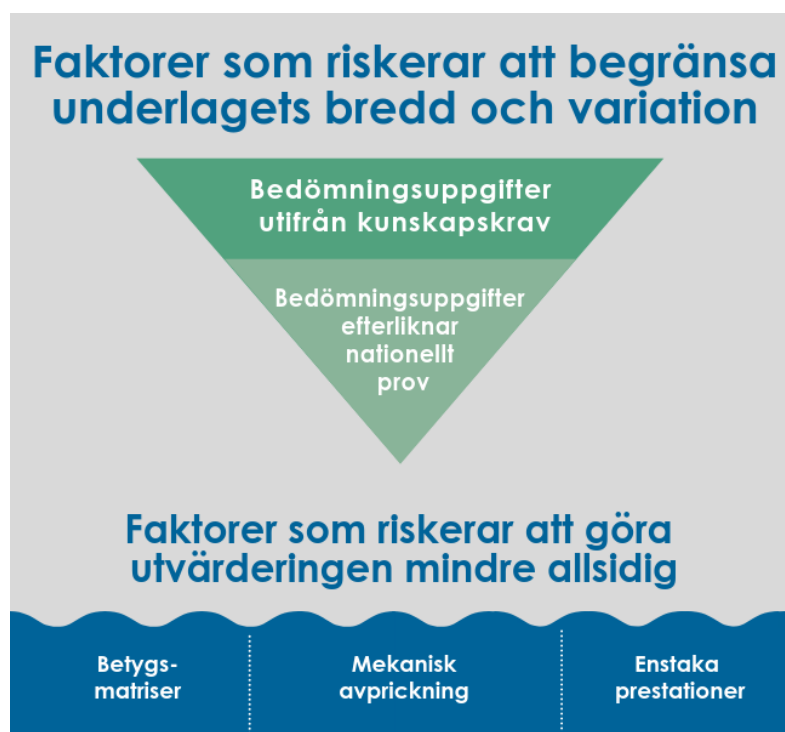 Faktorer som riskerar att begränsa
underlagets bredd och variation
Bedömningsuppgifter
utifrån kunskapskrav
Bedömningsuppgifter
efterliknar
nationellt
prov
Faktorer som riskerar att göra
utvärderingen mindre allsidig
Betygs-
matriser
Mekanisk
avprickning
Enstaka
prestationer